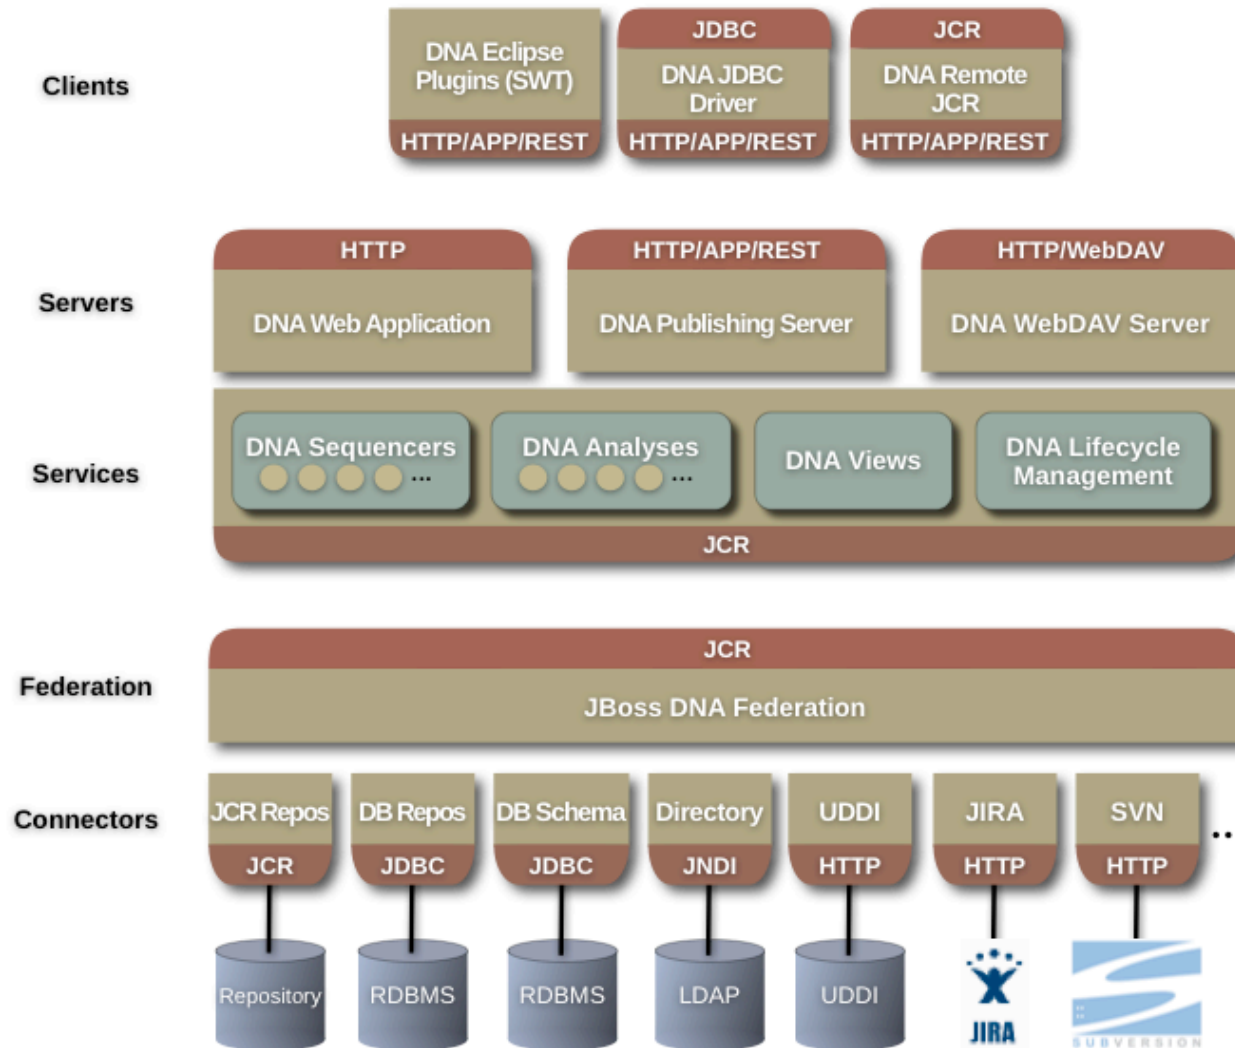 Clients
DNA Eclipse
Plugins (SWT)
HTTP/APP/REST
JDBC
DNA JDBC
Driver
HTTP/APP/REST
JCR
DNA Remote
JCR
HTTP/APP/REST
Servers
HTTP
DNA Web Application
HTTP/APP/REST
DNA Publishing Server
HTTP/WebDAV
DNA WebDAV Server
Services
DNA Sequencers
...
DNA Analyses
...
DNA Views
DNA Lifecycle
Management
JCR
Federation
JCR
JBoss DNA Federation
Connectors
JCR Repos
JCR
DB Repos
JDBC
DB Schema
JDBC
Directory
JNDI
UDDI
HTTP
JIRA
HTTP
SVN
HTTP
..
Repository
RDBMS
RDBMS
LDAP
UDDI
JIRA
SUBVERSION